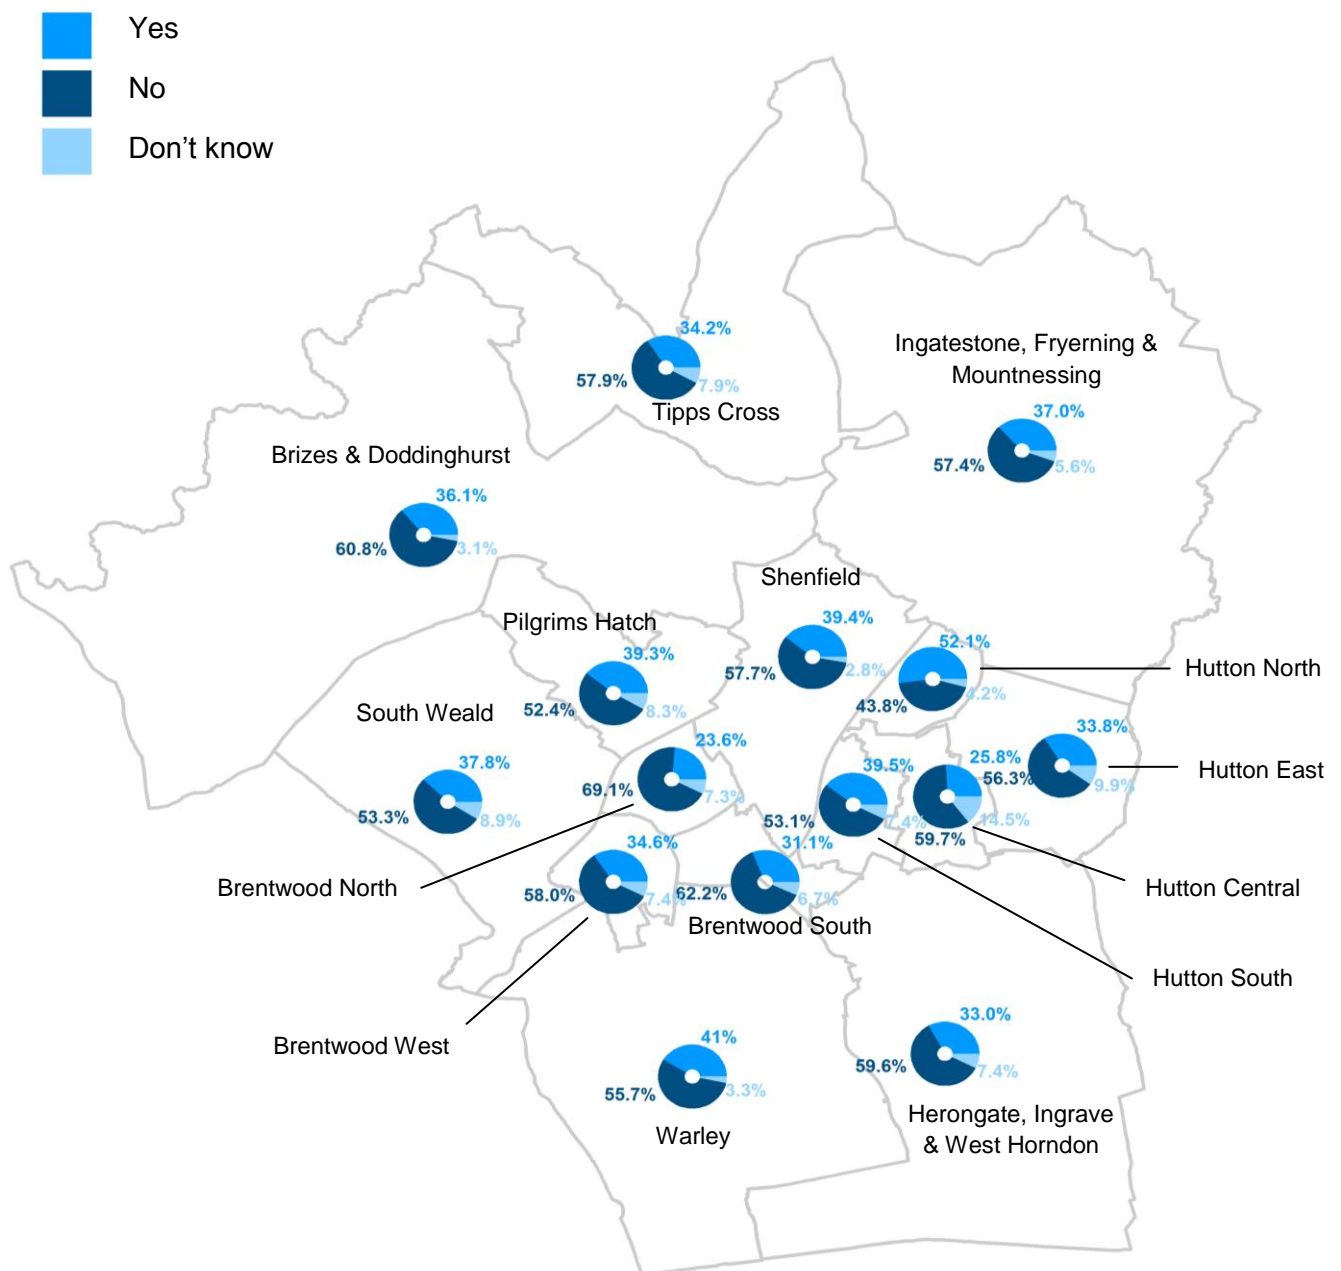 Yes
No
Don't know
34.2%
57.9%
7.9%
Tipps Cross
Ingatestone, Fryerning &
Mountnessing
37.0%
57.4%
5.6%
Brizes & Doddinghurst
36.1%
60.8%
3.1%
Shenfield
39.4%
57.7%
2.8%
Pilgrims Hatch
39.3%
52.4%
8.3%
52.1%
43.8%
4.2%
Hutton North
South Weald
37.8%
53.3%
8.9%
23.6%
69.1%
7.3%
39.5%
53.1%
7.4%
25.8%
59.7%
14.5%
33.8%
56.3%
9.9%
Hutton East
Brentwood North
34.6%
58.0%
7.4%
31.1%
62.2%
6.7%
Brentwood South
Hutton Central
Hutton South
Brentwood West
41%
55.7%
3.3%
Warley
33.0%
59.6%
7.4%
Herongate, Ingrave
& West Horndon